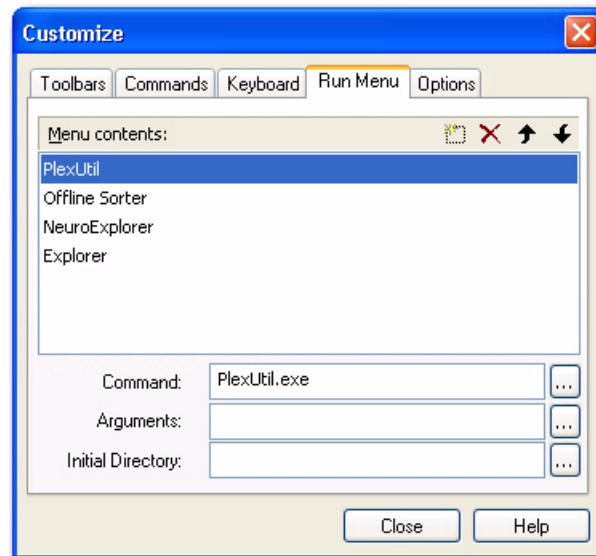 Customize
Toolbars Commands Keyboard Run Menu Options
Menu contents:
PlexUtil
Offline Sorter
NeuroExplorer
Explorer
Command: PlexUtil.exe ...
Arguments: ...
Initial Directory: ...
Close Help